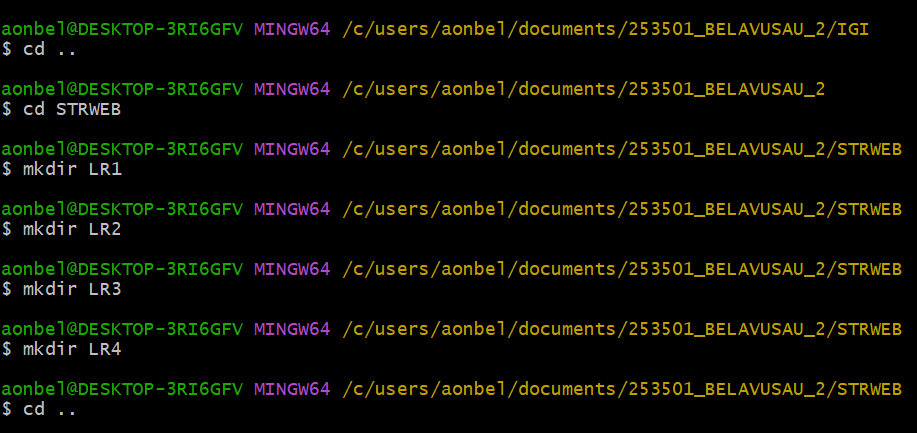 aonbel@DESKTOP-3RI6GFV MINGW64 /c/users/aonbel/documents/253501_BELAVUSAU_2/IGI
$ cd ..
aonbel@DESKTOP-3RI6GFV MINGW64 /c/users/aonbel/documents/253501_BELAVUSAU_2
$ cd STRWEB
aonbel@DESKTOP-3RI6GFV MINGW64 /c/users/aonbel/documents/253501_BELAVUSAU_2/STRWEB
$ mkdir LR1
aonbel@DESKTOP-3RI6GFV MINGW64 /c/users/aonbel/documents/253501_BELAVUSAU_2/STRWEB
$ mkdir LR2
aonbel@DESKTOP-3RI6GFV MINGW64 /c/users/aonbel/documents/253501_BELAVUSAU_2/STRWEB
$ mkdir LR3
aonbel@DESKTOP-3RI6GFV MINGW64 /c/users/aonbel/documents/253501_BELAVUSAU_2/STRWEB
$ mkdir LR4
aonbel@DESKTOP-3RI6GFV MINGW64 /c/users/aonbel/documents/253501_BELAVUSAU_2/STRWEB
$ cd ..